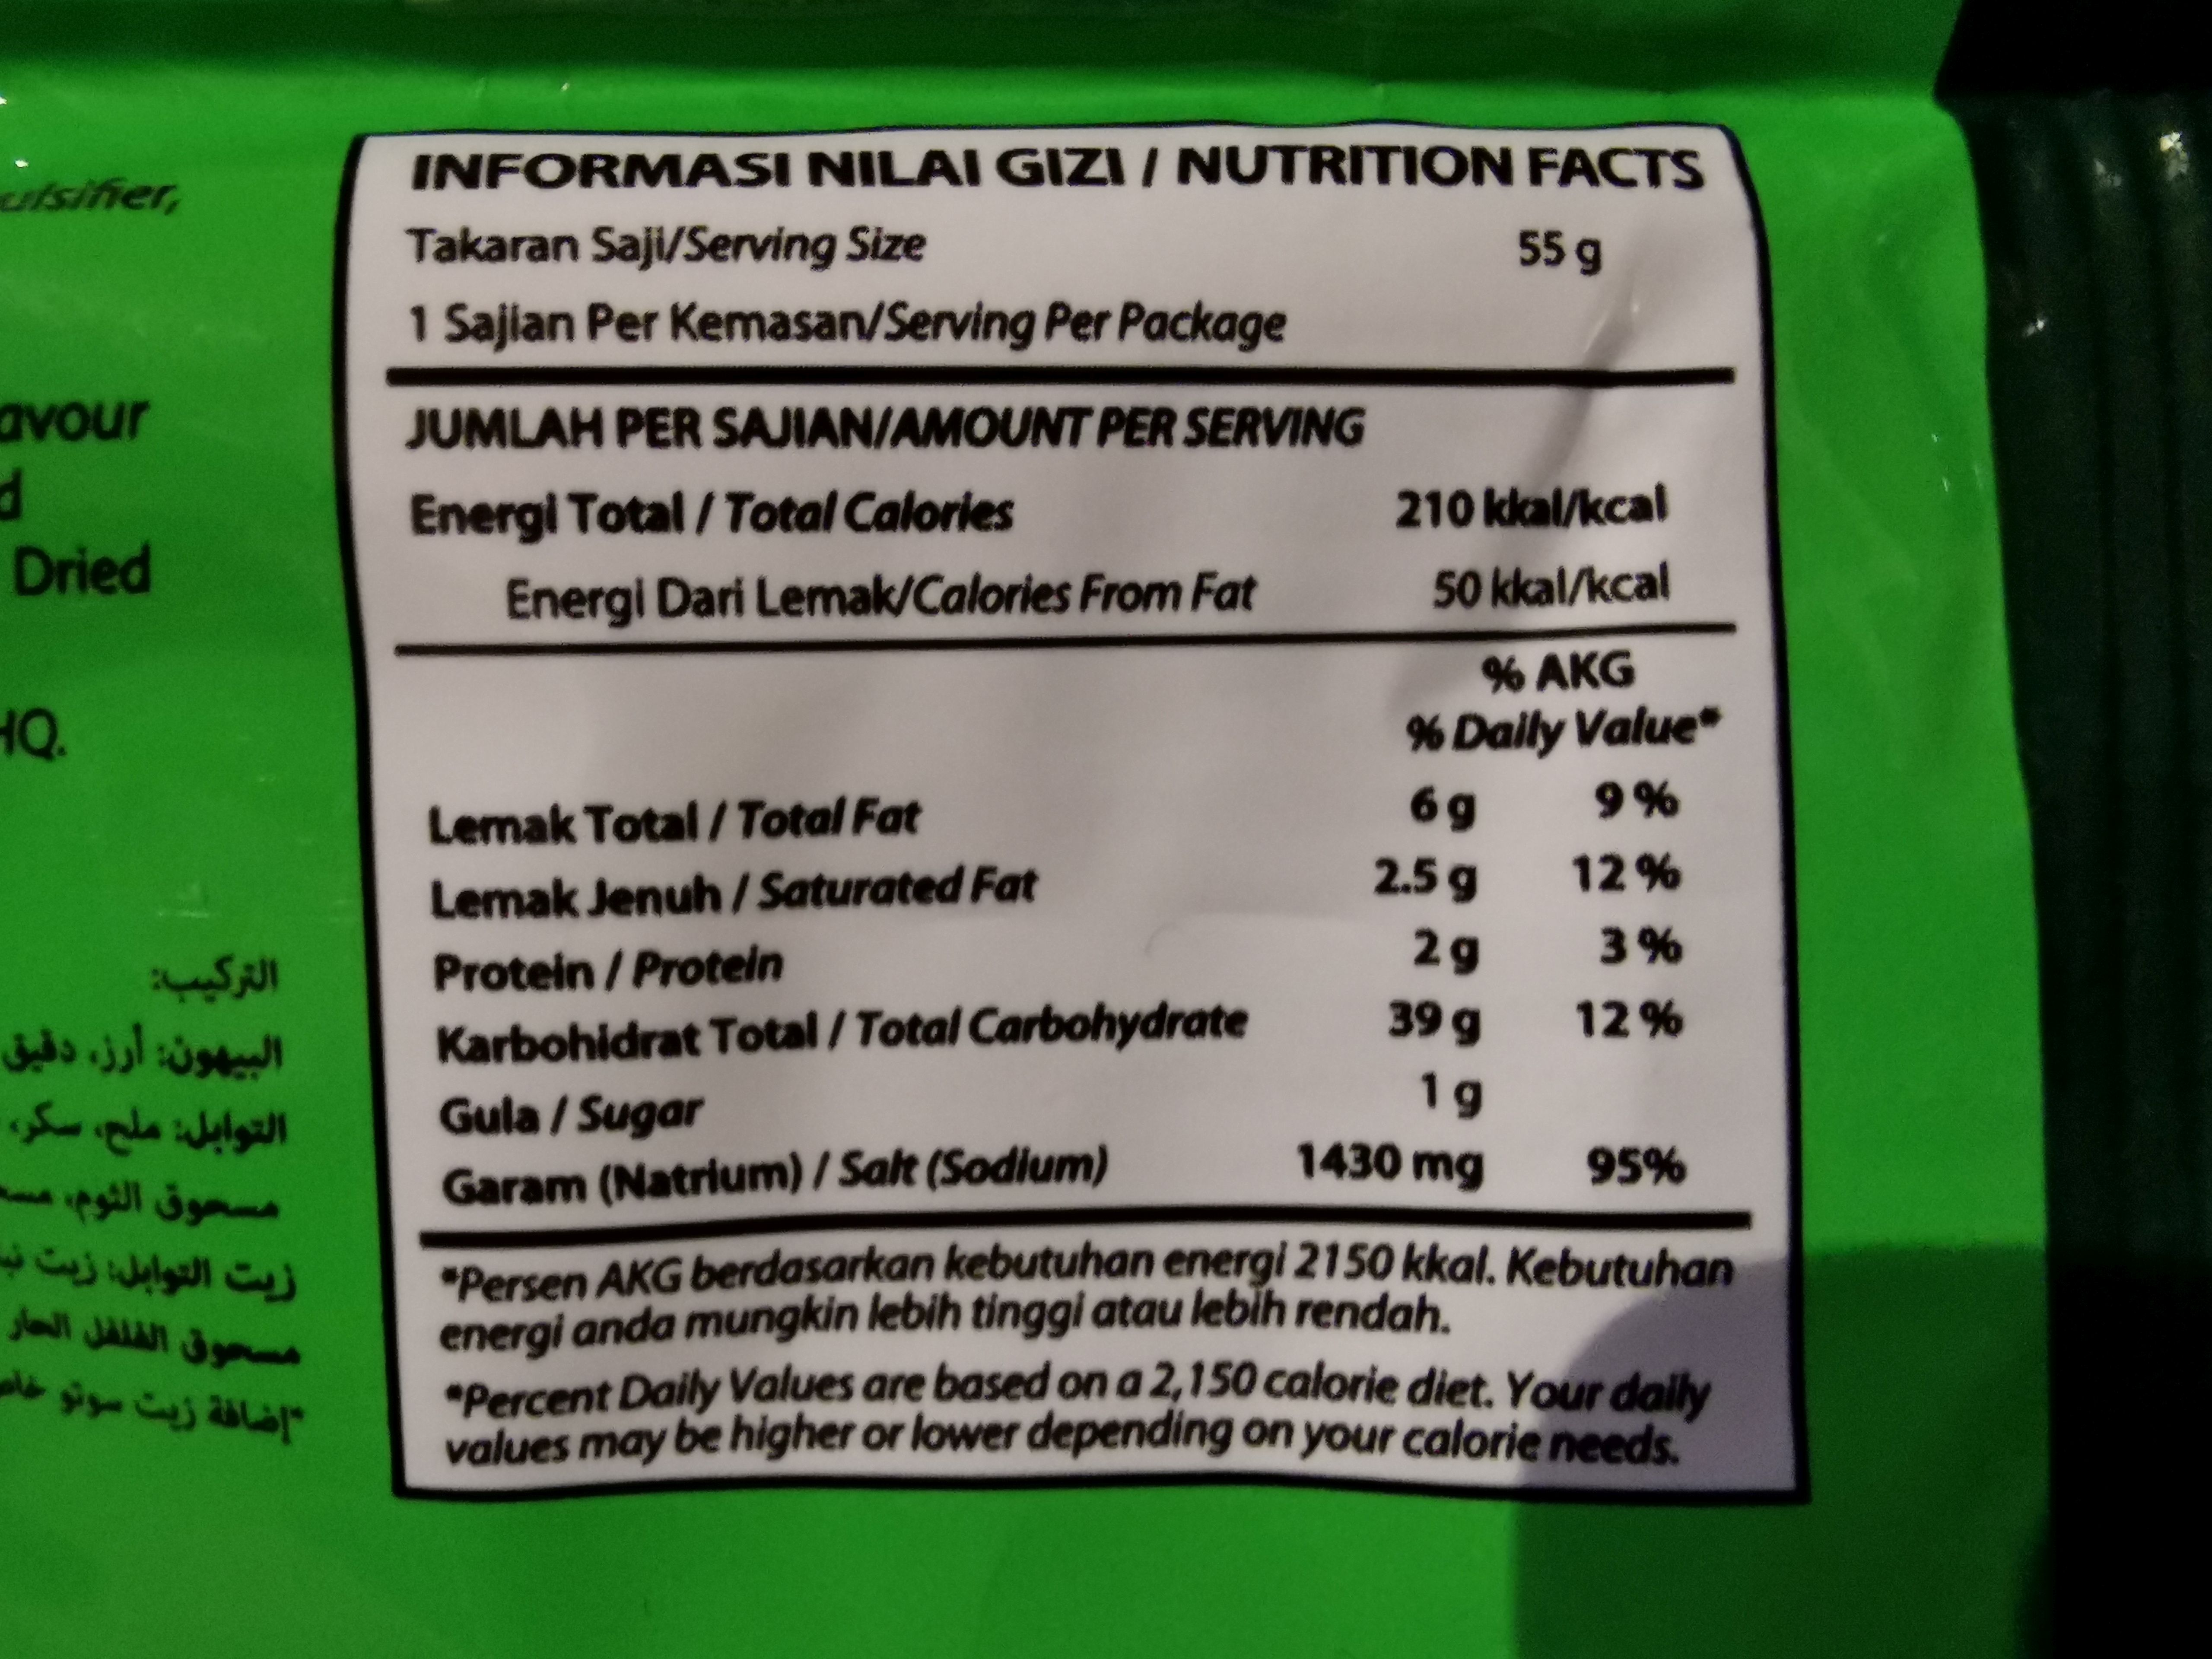 INFORMASI NILAI GIZI / NUTRITION FACTS
Takaran Saji/Serving Size 55 g
1 Sajian Per Kemasan/Serving Per Package
JUMLAH PER SAJIAN/AMOUNT PER SERVING
Energi Total / Total Calories 210 kkal/kcal
Energi Dari Lemak/Calories From Fat 50 kkal/kcal
% AKG
% Daily Value*
Lemak Total / Total Fat 6 g 9 %
Lemak Jenuh / Saturated Fat 2.5 g 12 %
Protein / Protein 2 g 3 %
Karbohidrat Total / Total Carbohydrate 39 g 12 %
Gula / Sugar 1 g
Garam (Natrium) / Salt (Sodium) 1430 mg 95%
*Persen AKG berdasarkan kebutuhan energi 2150 kkal. Kebutuhan
energi anda mungkin lebih tinggi atau lebih rendah.
*Percent Daily Values are based on a 2,150 calorie diet. Your daily
values may be higher or lower depending on your calorie needs.
Dried
التركيب:
البيهون: أرز، دقيق
التوابل: ملح، سكر،
مسحوق الثوم،
زيت التوابل: زيت
مسحوق الفلفل الحار
*إضافة زيت سوتو